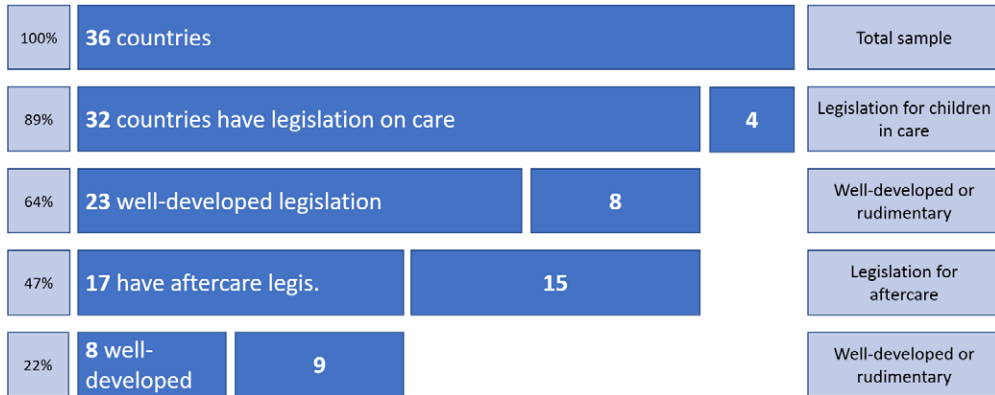 100%
36 countries
Total sample
89%
32 countries have legislation on care
4
Legislation for children
in care
64%
23 well-developed legislation
8
Well-developed or
rudimentary
47%
17 have aftercare legis.
15
Legislation for
aftercare
22%
8 well-
developed
9
Well-developed or
rudimentary